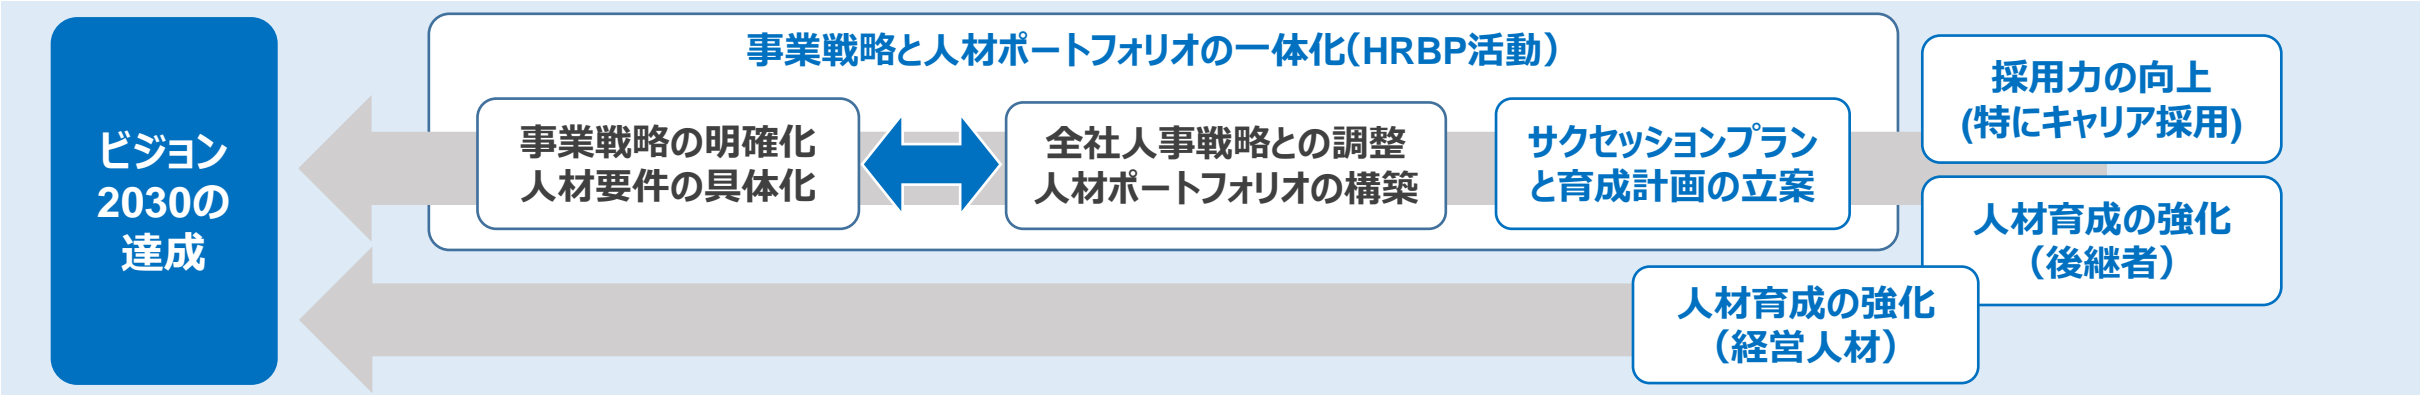 ビジョン
2030の
達成
事業戦略と人材ポートフォリオの一体化(HRBP活動)
事業戦略の明確化
人材要件の具体化
全社人事戦略との調整
人材ポートフォリオの構築
サクセッションプラン
と育成計画の立案
採用力の向上
(特にキャリア採用)
人材育成の強化
（後継者）
人材育成の強化
（経営人材）